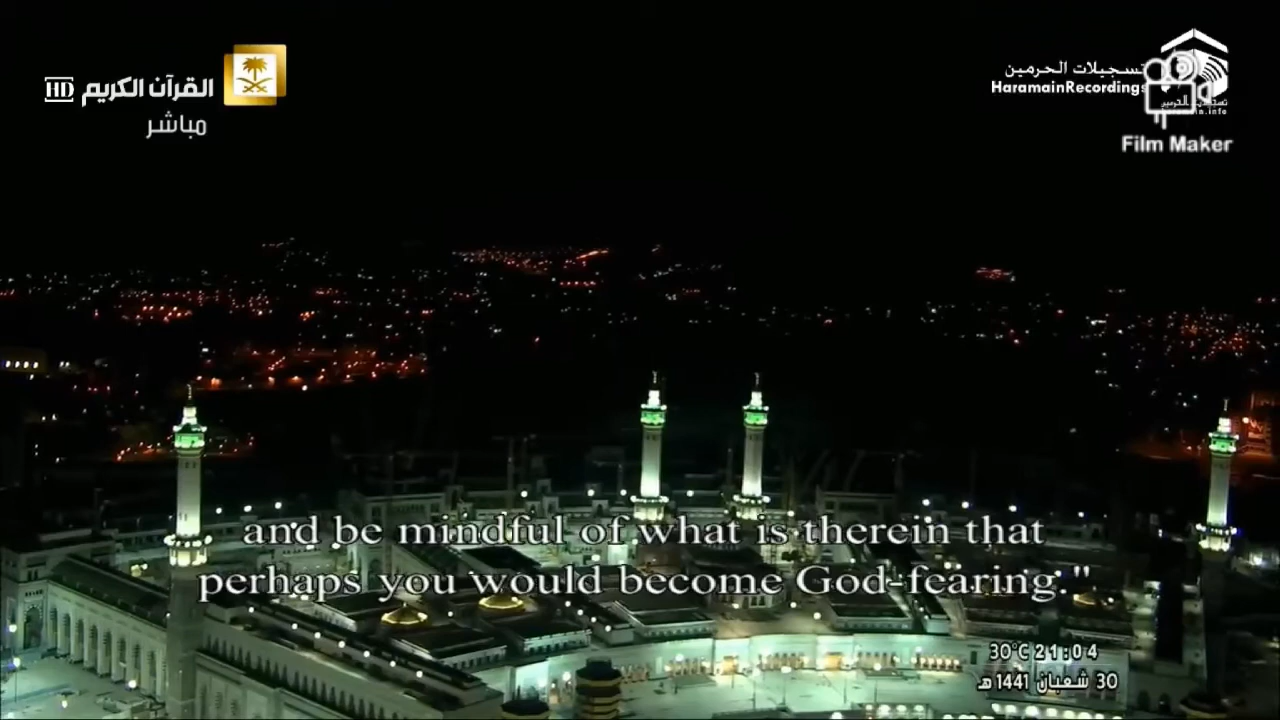 HD القرآن الكريم
مباشر
تسجيلات الحرمين
HaramainRecordings
Film Maker
and be mindful of what is therein that
perhaps you would become God-fearing."
30°C 21:04
30 شعبان 1441 هـ